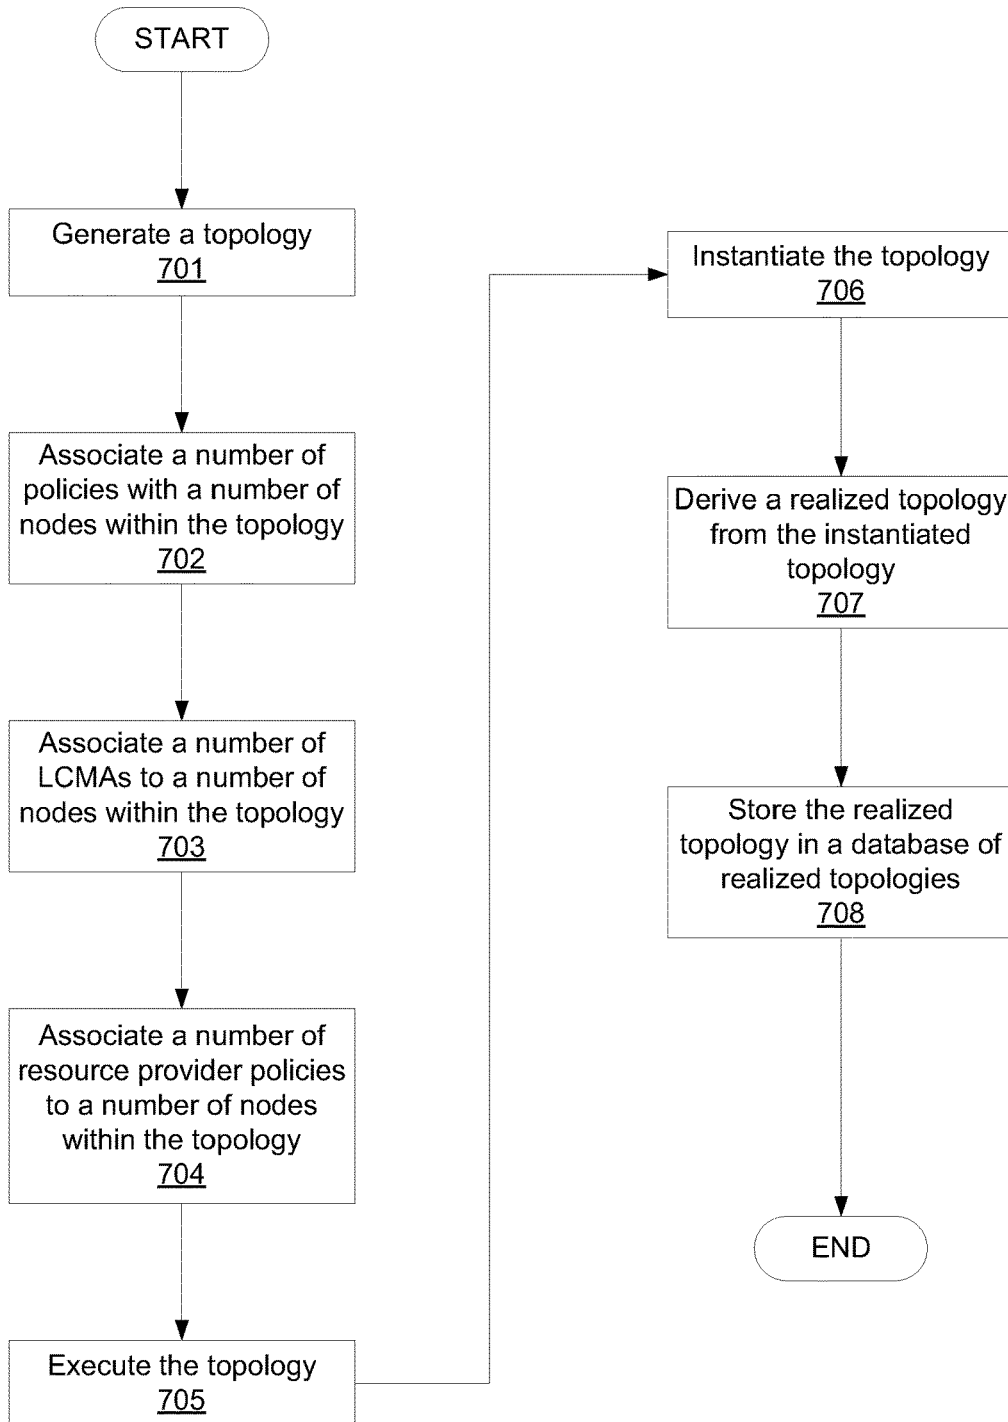 START
Generate a topology
701
Associate a number of
policies with a number of
nodes within the topology
702
Associate a number of
LCMAs to a number of
nodes within the topology
703
Associate a number of
resource provider policies
to a number of nodes
within the topology
704
Execute the topology
705
Instantiate the topology
706
Derive a realized topology
from the instantiated
topology
707
Store the realized
topology in a database of
realized topologies
708
END